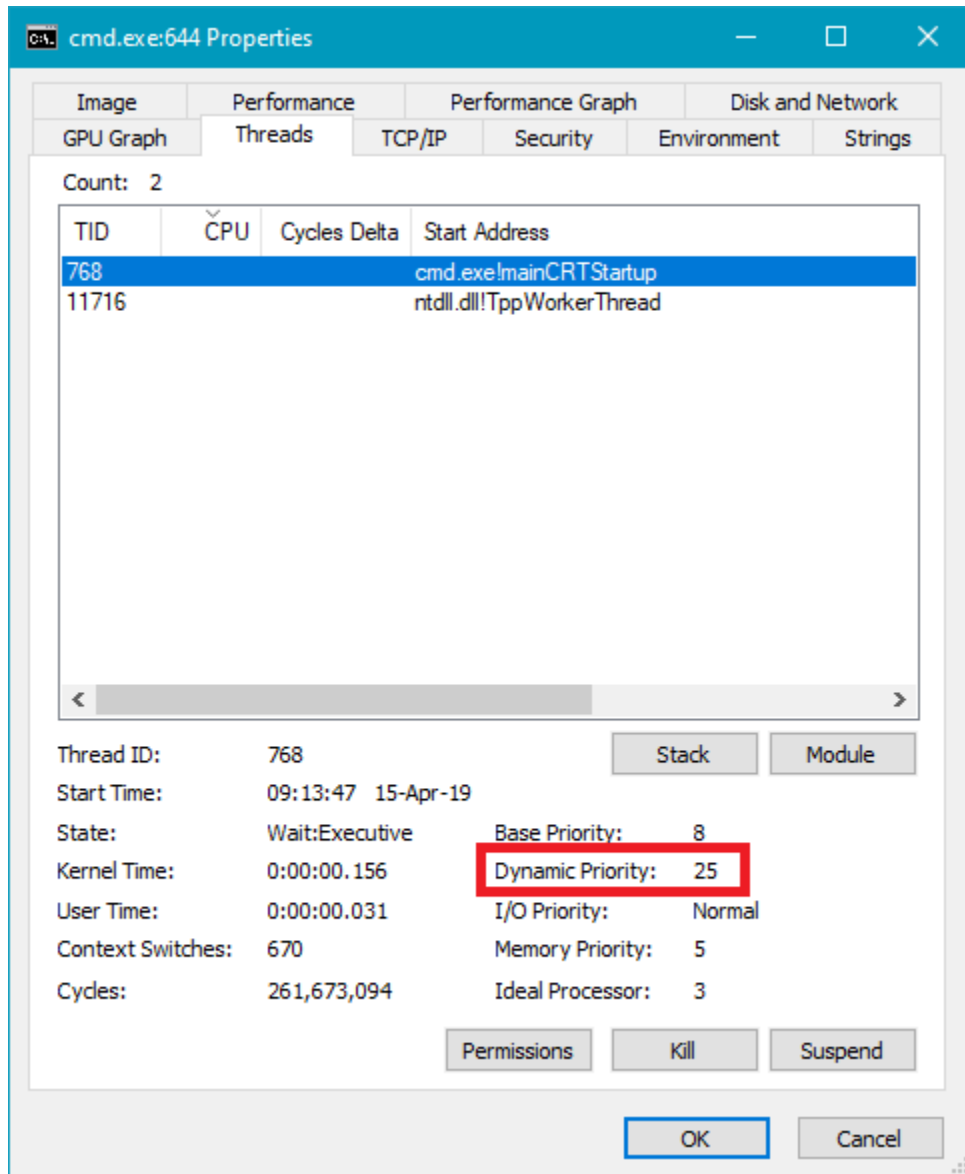 cmd.exe:644 Properties
Image Performance Performance Graph Disk and Network
GPU Graph Threads TCP/IP Security Environment Strings
Count: 2
TID CPU Cycles Delta Start Address
768 cmd.exe!mainCRTStartup
11716 ntdll.dll!TppWorkerThread
Thread ID: 768 Stack Module
Start Time: 09:13:47 15-Apr-19
State: Wait:Executive Base Priority: 8
Kernel Time: 0:00:00.156 Dynamic Priority: 25
User Time: 0:00:00.031 I/O Priority: Normal
Context Switches: 670 Memory Priority: 5
Cycles: 261,673,094 Ideal Processor: 3
Permissions Kill Suspend
OK Cancel